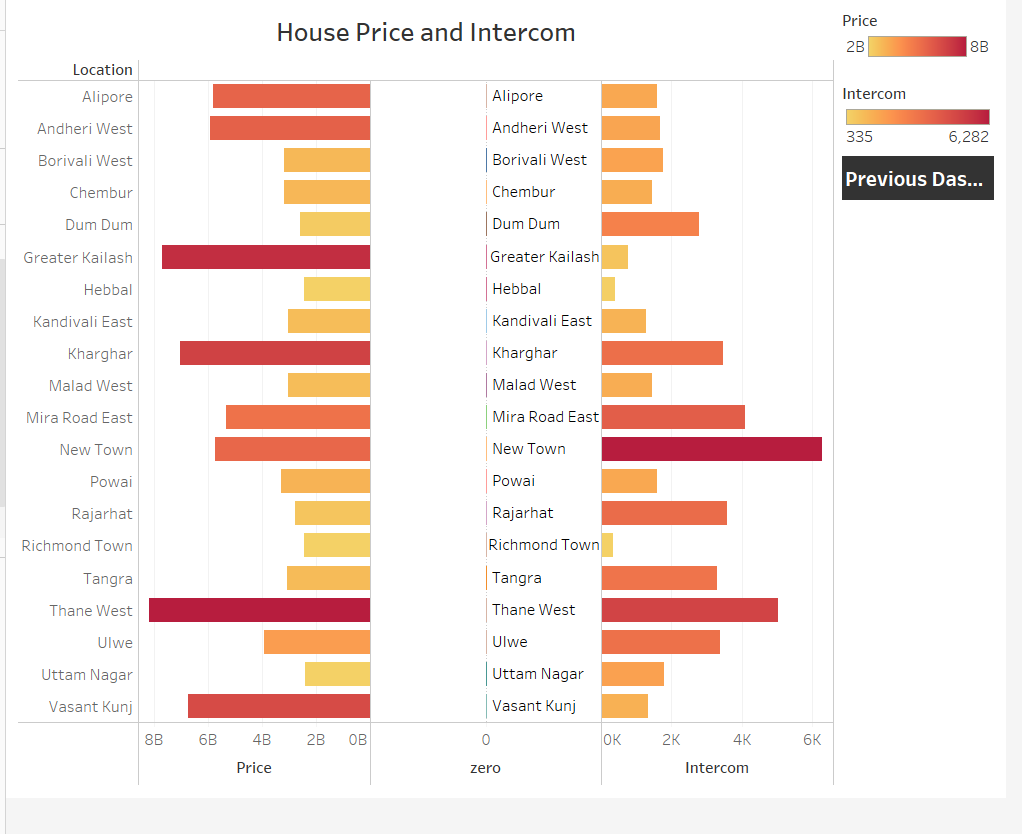 House Price and Intercom
Location
Alipore Alipore
Andheri West Andheri West
Borivali West Borivali West
Chembur Chembur
Dum Dum Dum Dum
Greater Kailash Greater Kailash
Hebbal Hebbal
Kandivali East Kandivali East
Kharghar Kharghar
Malad West Malad West
Mira Road East Mira Road East
New Town New Town
Powai Powai
Rajarhat Rajarhat
Richmond Town Richmond Town
Tangra Tangra
Thane West Thane West
Ulwe Ulwe
Uttam Nagar Uttam Nagar
Vasant Kunj Vasant Kunj
8B 6B 4B 2B 0B 0 0K 2K 4K 6K
Price zero Intercom
Price
2B 8B
Intercom
335 6,282
Previous Das...